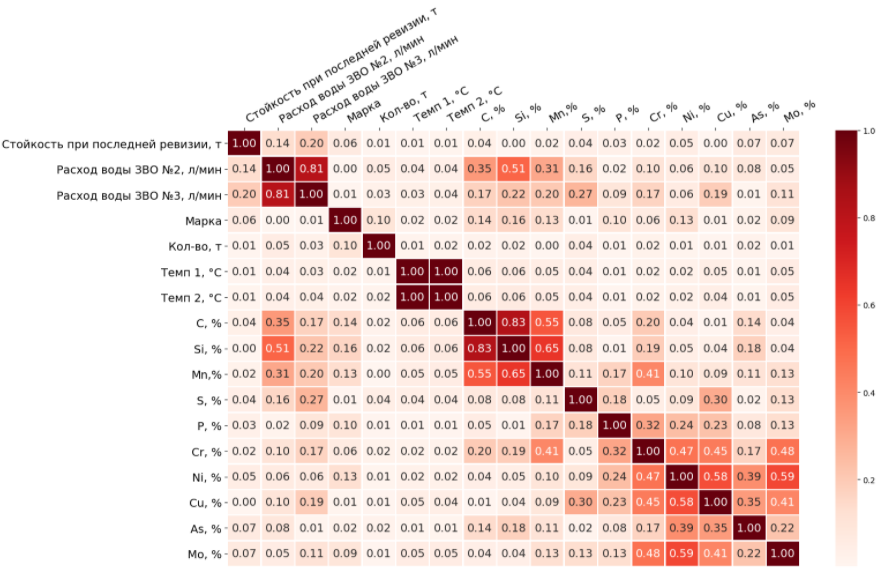 Стойкость при последней ревизии, т
Расход воды ЗВО №2, л/мин
Расход воды ЗВО №3, л/мин
Марка
Кол-во, т
Темп 1, °C
Темп 2, °C
C, %
Si, %
Mn,%
S, %
P, %
Cr, %
Ni, %
Cu, %
As, %
Mo, %
Стойкость при последней ревизии, т 1.00 0.14 0.20 0.06 0.01 0.01 0.01 0.04 0.00 0.02 0.04 0.03 0.02 0.05 0.00 0.07 0.07
Расход воды ЗВО №2, л/мин 0.14 1.00 0.81 0.00 0.05 0.04 0.04 0.35 0.51 0.31 0.16 0.02 0.10 0.06 0.10 0.08 0.05
Расход воды ЗВО №3, л/мин 0.20 0.81 1.00 0.01 0.03 0.03 0.04 0.17 0.22 0.20 0.27 0.09 0.17 0.06 0.19 0.01 0.11
Марка 0.06 0.00 0.01 1.00 0.10 0.02 0.02 0.14 0.16 0.13 0.01 0.10 0.06 0.13 0.01 0.02 0.09
Кол-во, т 0.01 0.05 0.03 0.10 1.00 0.01 0.02 0.02 0.02 0.00 0.04 0.01 0.02 0.01 0.01 0.02 0.01
Темп 1, °C 0.01 0.04 0.03 0.02 0.01 1.00 1.00 0.06 0.06 0.05 0.04 0.01 0.02 0.02 0.05 0.01 0.05
Темп 2, °C 0.01 0.04 0.04 0.02 0.02 1.00 1.00 0.06 0.06 0.05 0.04 0.01 0.02 0.02 0.04 0.01 0.05
C, % 0.04 0.35 0.17 0.14 0.02 0.06 0.06 1.00 0.83 0.55 0.08 0.05 0.20 0.04 0.01 0.14 0.04
Si, % 0.00 0.51 0.22 0.16 0.02 0.06 0.06 0.83 1.00 0.65 0.08 0.01 0.19 0.05 0.04 0.18 0.04
Mn,% 0.02 0.31 0.20 0.13 0.00 0.05 0.05 0.55 0.65 1.00 0.11 0.17 0.41 0.10 0.09 0.11 0.13
S, % 0.04 0.16 0.27 0.01 0.04 0.04 0.04 0.08 0.08 0.11 1.00 0.18 0.05 0.09 0.30 0.02 0.13
P, % 0.03 0.02 0.09 0.10 0.01 0.01 0.01 0.05 0.01 0.17 0.18 1.00 0.32 0.24 0.23 0.08 0.13
Cr, % 0.02 0.10 0.17 0.06 0.02 0.02 0.02 0.20 0.19 0.41 0.05 0.32 1.00 0.47 0.45 0.17 0.48
Ni, % 0.05 0.06 0.06 0.13 0.01 0.02 0.02 0.04 0.05 0.10 0.09 0.24 0.47 1.00 0.58 0.39 0.59
Cu, % 0.00 0.10 0.19 0.01 0.01 0.05 0.04 0.01 0.04 0.09 0.30 0.23 0.45 0.58 1.00 0.35 0.41
As, % 0.07 0.08 0.01 0.02 0.02 0.01 0.01 0.14 0.18 0.11 0.02 0.08 0.17 0.39 0.35 1.00 0.22
Mo, % 0.07 0.05 0.11 0.09 0.01 0.05 0.05 0.04 0.04 0.13 0.13 0.13 0.48 0.59 0.41 0.22 1.00
1.0
0.8
0.6
0.4
0.2